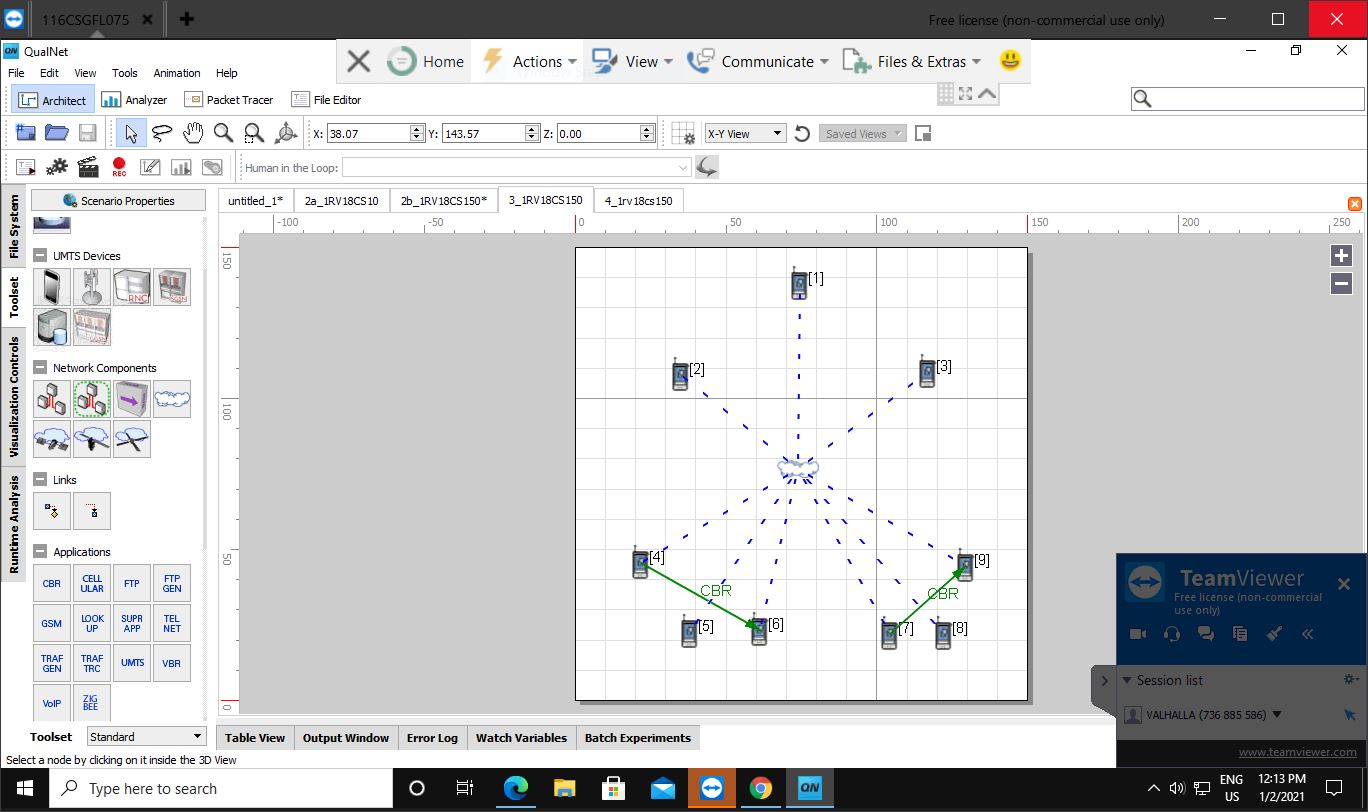 116CSGFL075
Free license (non-commercial use only)
QN QualNet
File Edit View Tools Animation Help
Home Actions View Communicate Files & Extras
Architect Analyzer Packet Tracer File Editor
X: 38.07 Y: 143.57 Z: 0.00 X-Y View Saved Views
REC Human in the Loop:
Scenario Properties
untitled_1* 2a_1RV18CS10 2b_1RV18CS150* 3_1RV18CS150 4_1rv18cs150
File System
Toolset
Visualization Controls
Runtime Analysis
-100 -50 0 50 100 150 200 250
150
100
50
0
UMTS Devices
RNC
Network Components
Links
Applications
CBR CELL ULAR FTP FTP GEN
GSM LOOK UP SUPR APP TEL NET
TRAF GEN TRAF TRC UMTS VBR
VoIP ZIG BEE
[1]
[2] [3]
[4] [9]
CBR CBR
[5] [6] [7] [8]
TeamViewer
Free license (non-commercial
use only)
Session list
VALHALLA (736 885 586)
www.teamviewer.com
Toolset Standard
Table View Output Window Error Log Watch Variables Batch Experiments
Select a node by clicking on it inside the 3D View
Type here to search
QN
ENG
US
12:13 PM
1/2/2021